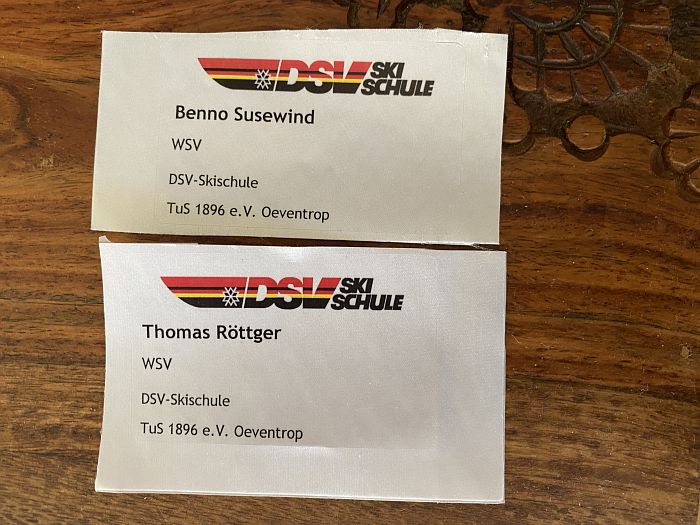 DSV SKI SCHULE
Benno Susewind
WSV
DSV-Skischule
TuS 1896 e.V. Oeventrop
DSV SKI SCHULE
Thomas Röttger
WSV
DSV-Skischule
TuS 1896 e.V. Oeventrop